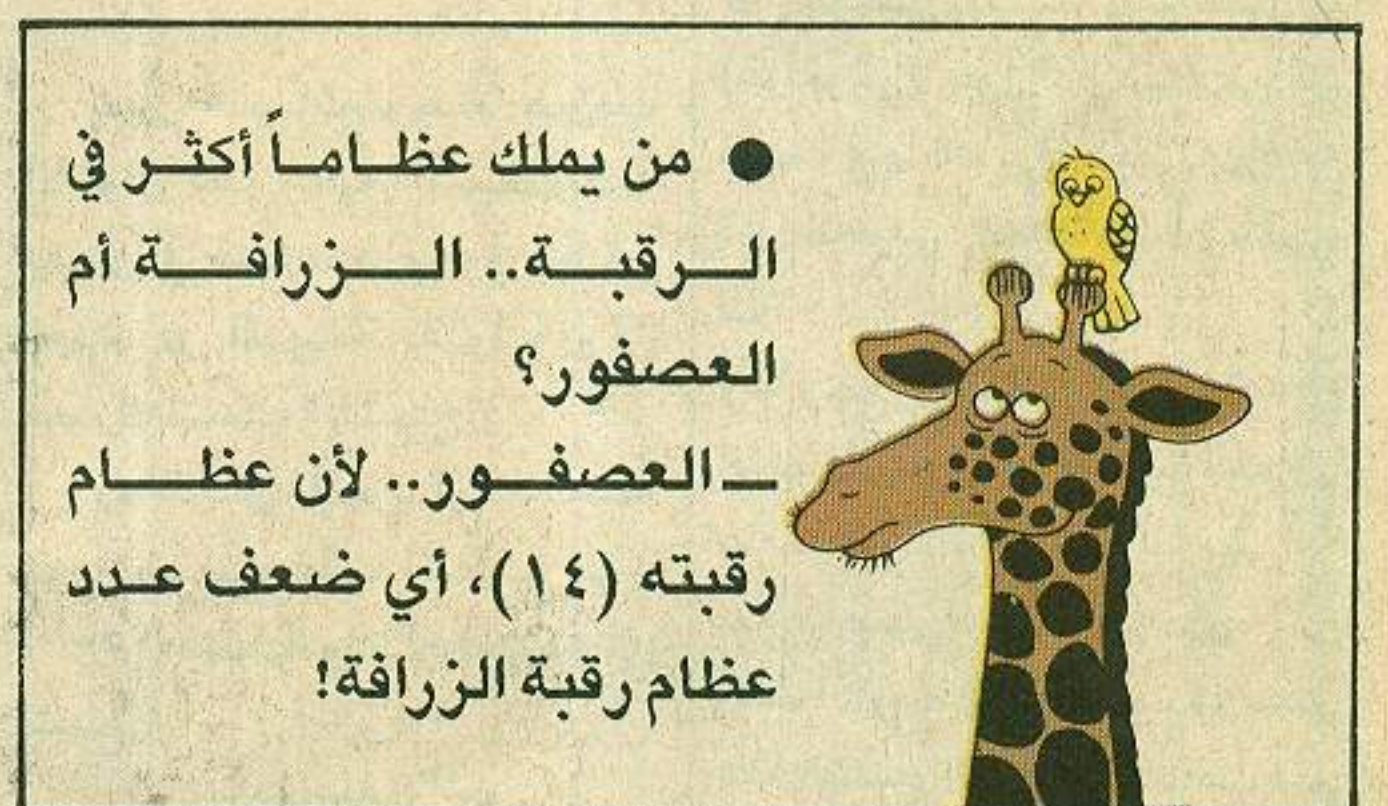 ● من يملك عظاماً أكثر في
الرقبة.. الزرافة أم
العصفور؟
ـ العصفور.. لأن عظام
رقبته (١٤)، أي ضعف عدد
عظام رقبة الزرافة!